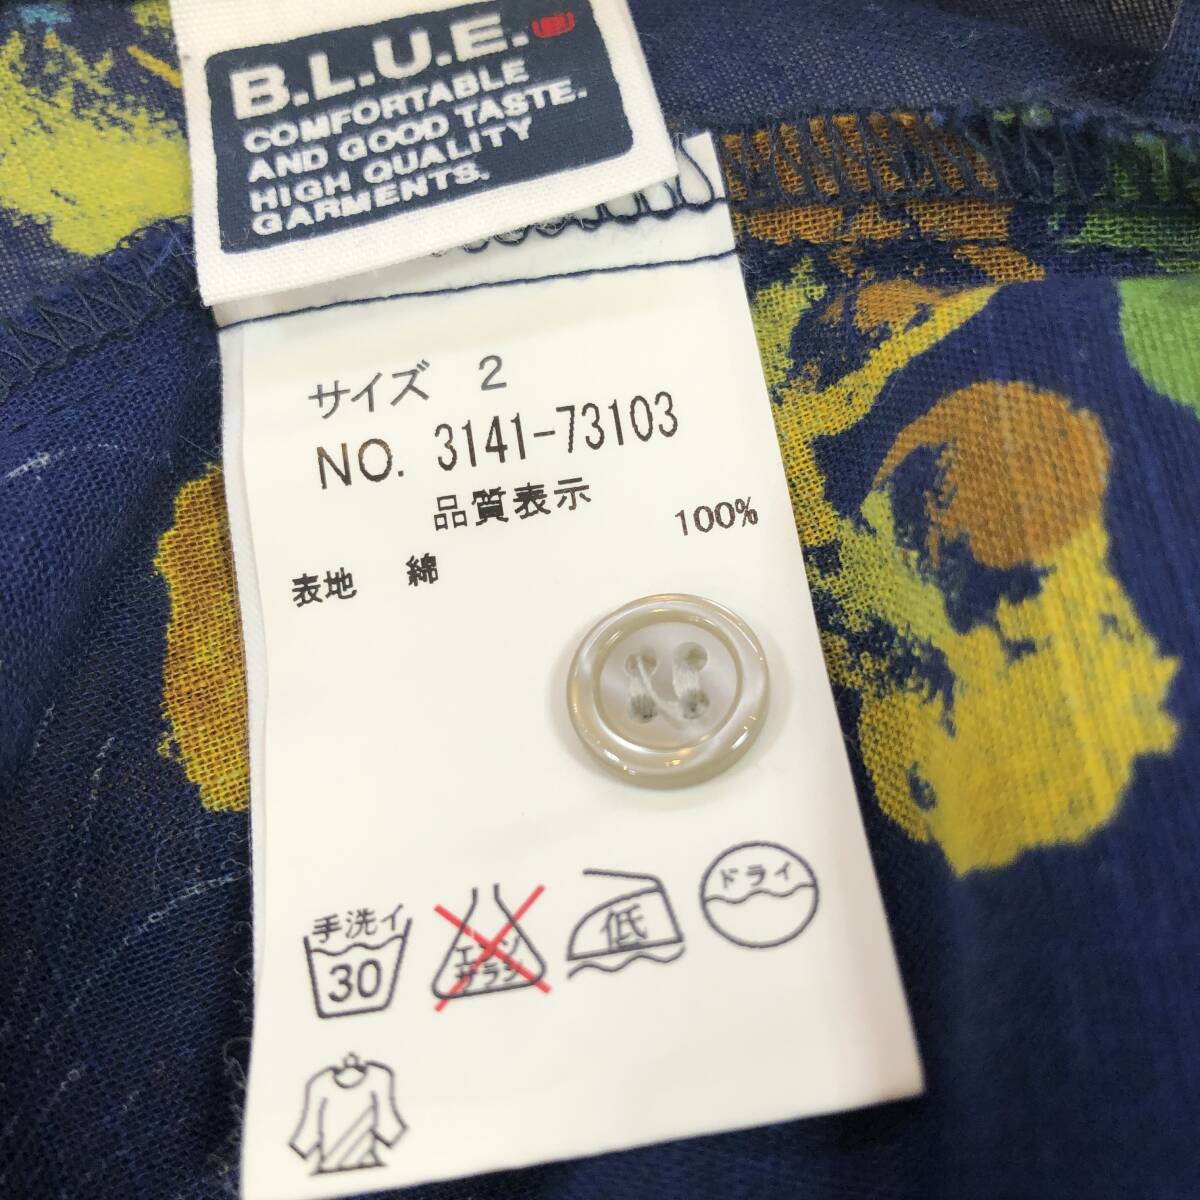 B.L.U.E.
COMFORTABLE
AND GOOD TASTE.
HIGH QUALITY
GARMENTS.
サイズ 2
NO. 3141-73103
品質表示
表地 綿 100%
手洗イ
30
エンソ
サラシ
低
ドライ